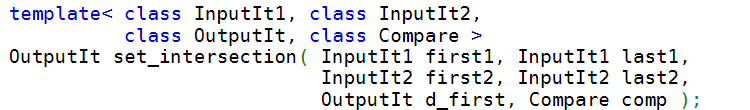 template< class InputIt1, class InputIt2,
class OutputIt, class Compare >
OutputIt set_intersection( InputIt1 first1, InputIt1 last1,
InputIt2 first2, InputIt2 last2,
OutputIt d_first, Compare comp );